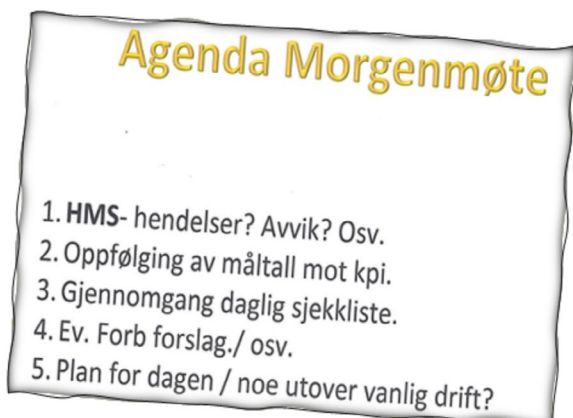 Agenda Morgenmøte
1. HMS- hendelser? Avvik? Osv.
2. Oppfølging av måltall mot kpi.
3. Gjennomgang daglig sjekkliste.
4. Ev. Forb forslag./ osv.
5. Plan for dagen / noe utover vanlig drift?